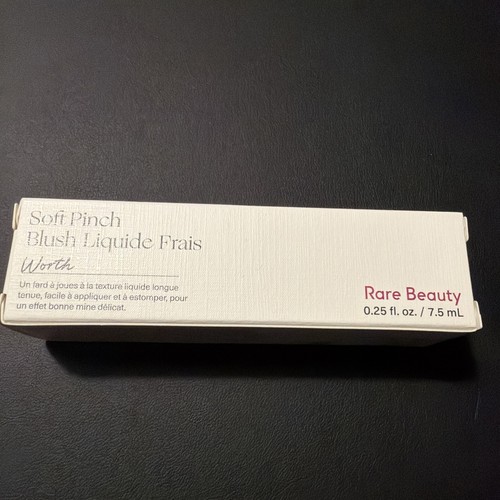 Soft Pinch
Blush Liquide Frais
Worth
Un fard à joues à la texture liquide longue
tenue, facile à appliquer et à estomper, pour
un effet bonne mine délicat.
Rare Beauty
0.25 fl. oz. / 7.5 mL